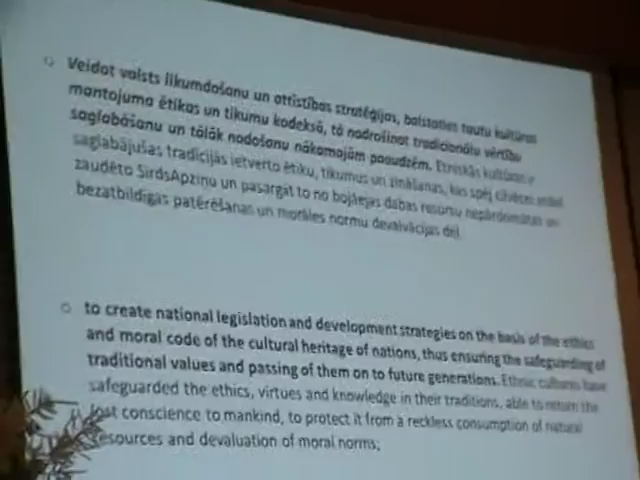 Veidot valsts likumdošanu un attīstības stratēģijas, balstoties tautu kultūras
mantojuma ētikas un tikumu kodeksā, tā nodrošinot tradicionālu vērtību
saglabāšanu un tālāk nodošanu nākamajām paaudzēm. Etniskās kultūras ir
saglabājušas tradīcijās ietverto ētiku, tikumus un zināšanas, kas spēj
zaudēto SirdsApziņu un pasargāt to no bojāejas dabas resursu
bezatbildīgas patērēšanas un morāles normu devalvācijas dēļ.
to create national legislation and development strategies on the basis of the ethics
and moral code of the cultural heritage of nations, thus ensuring the safeguarding of
traditional values and passing of them on to future generations. Ethnic cultures have
safeguarded the ethics, virtues and knowledge in their traditions, able to return the
lost conscience to mankind, to protect it from a reckless consumption of natural
resources and devaluation of moral norms;